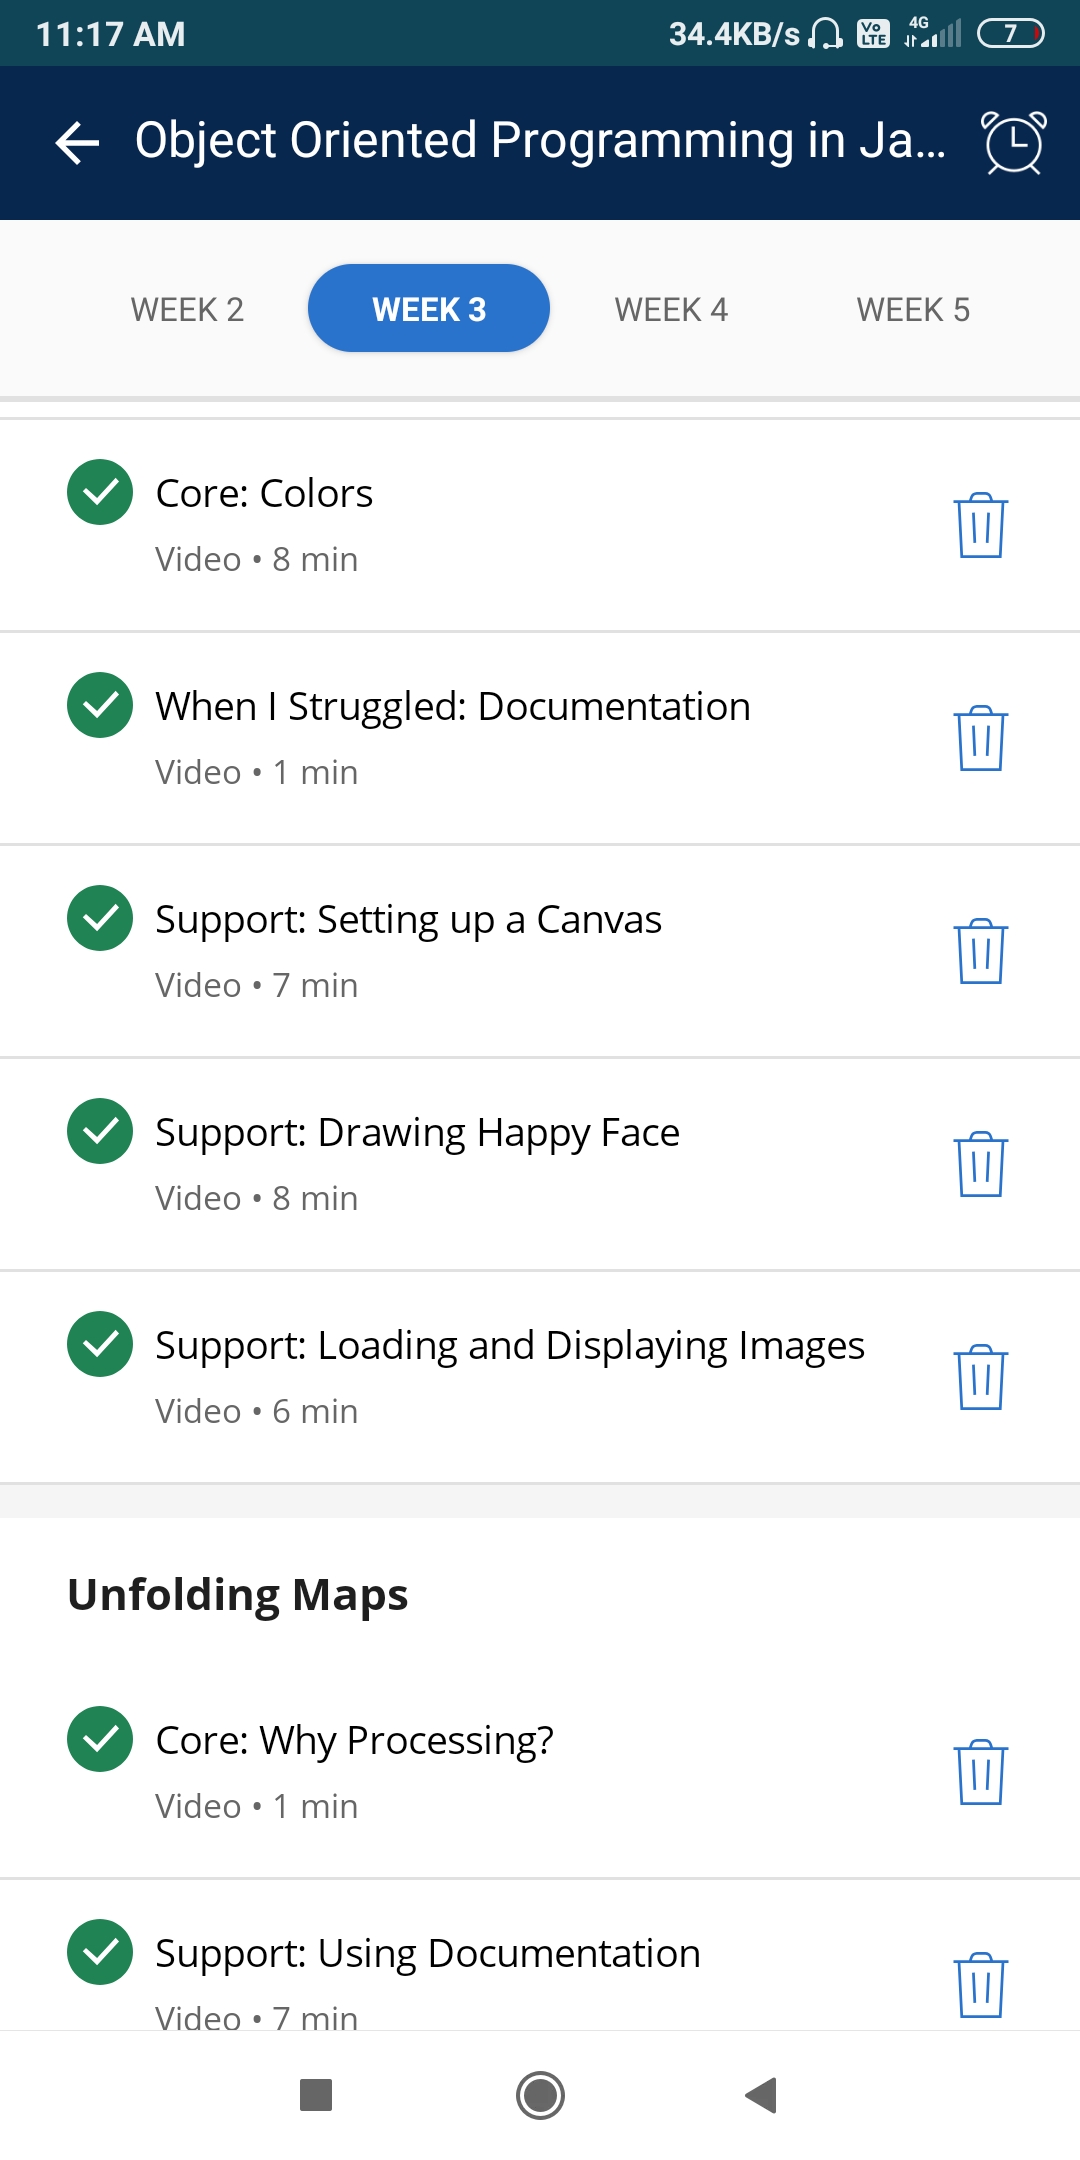 11:17 AM 34.4KB/s Vo LTE 4G 7
Object Oriented Programming in Ja...
WEEK 2 WEEK 3 WEEK 4 WEEK 5
Core: Colors
Video • 8 min
When I Struggled: Documentation
Video • 1 min
Support: Setting up a Canvas
Video • 7 min
Support: Drawing Happy Face
Video • 8 min
Support: Loading and Displaying Images
Video • 6 min
Unfolding Maps
Core: Why Processing?
Video • 1 min
Support: Using Documentation
Video • 7 min